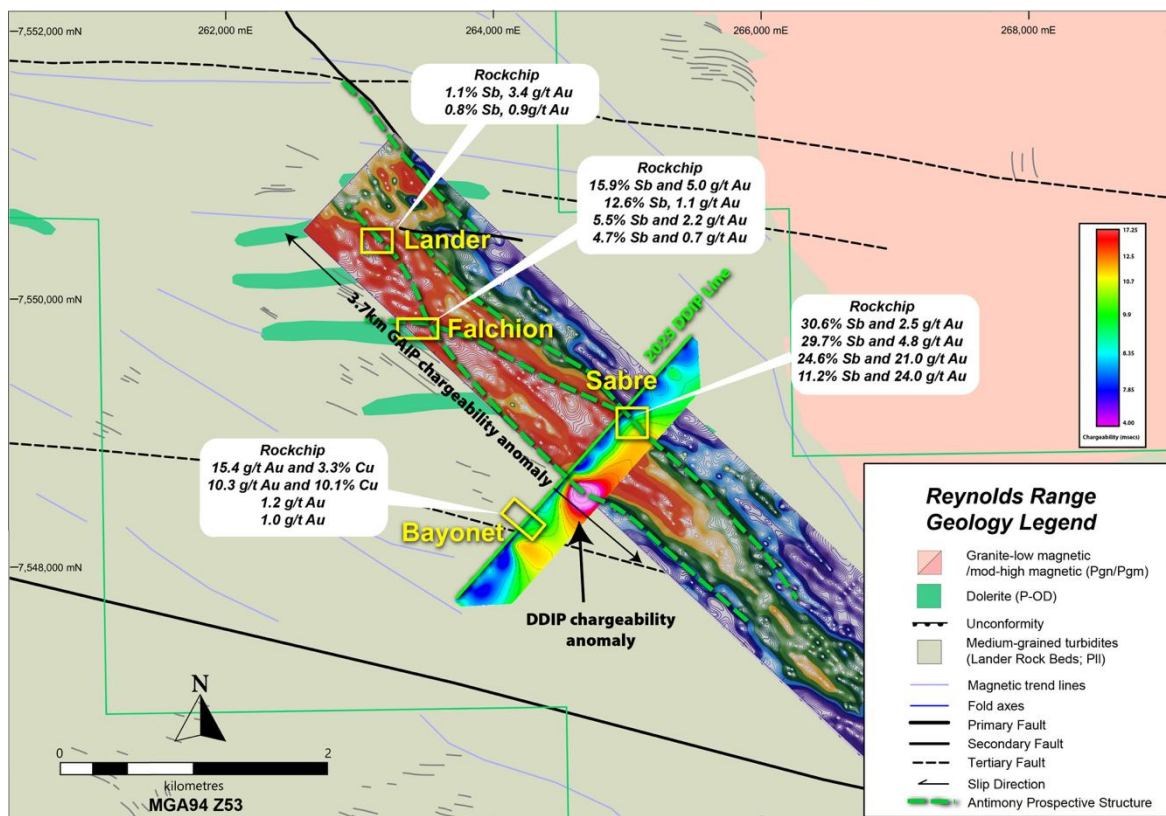 7,552,000 mN
262,000 mE
264,000 mE
266,000 mE
268,000 mE
Rockchip
1.1% Sb, 3.4 g/t Au
0.8% Sb, 0.9g/t Au
Rockchip
15.9% Sb and 5.0 g/t Au
12.6% Sb, 1.1 g/t Au
5.5% Sb and 2.2 g/t Au
4.7% Sb and 0.7 g/t Au
Lander
7,550,000 mN
3.7km GAIP chargeability anomaly
Falchion
2025 DDIP Line
Sabre
Rockchip
30.6% Sb and 2.5 g/t Au
29.7% Sb and 4.8 g/t Au
24.6% Sb and 21.0 g/t Au
11.2% Sb and 24.0 g/t Au
17.25
12.5
9.9
8.35
7.85
4.00
Chargeability (msecs)
Rockchip
15.4 g/t Au and 3.3% Cu
10.3 g/t Au and 10.1% Cu
1.2 g/t Au
1.0 g/t Au
Bayonet
7,548,000 mN
DDIP chargeability
anomaly
N
0
2
kilometres
MGA94 Z53
Reynolds Range
Geology Legend
Granite-low magnetic
/mod-high magnetic (Pgn/Pgm)
Dolerite (P-OD)
Unconformity
Medium-grained turbidites
(Lander Rock Beds; Pll)
Magnetic trend lines
Fold axes
Primary Fault
Secondary Fault
Tertiary Fault
Slip Direction
Antimony Prospective Structure